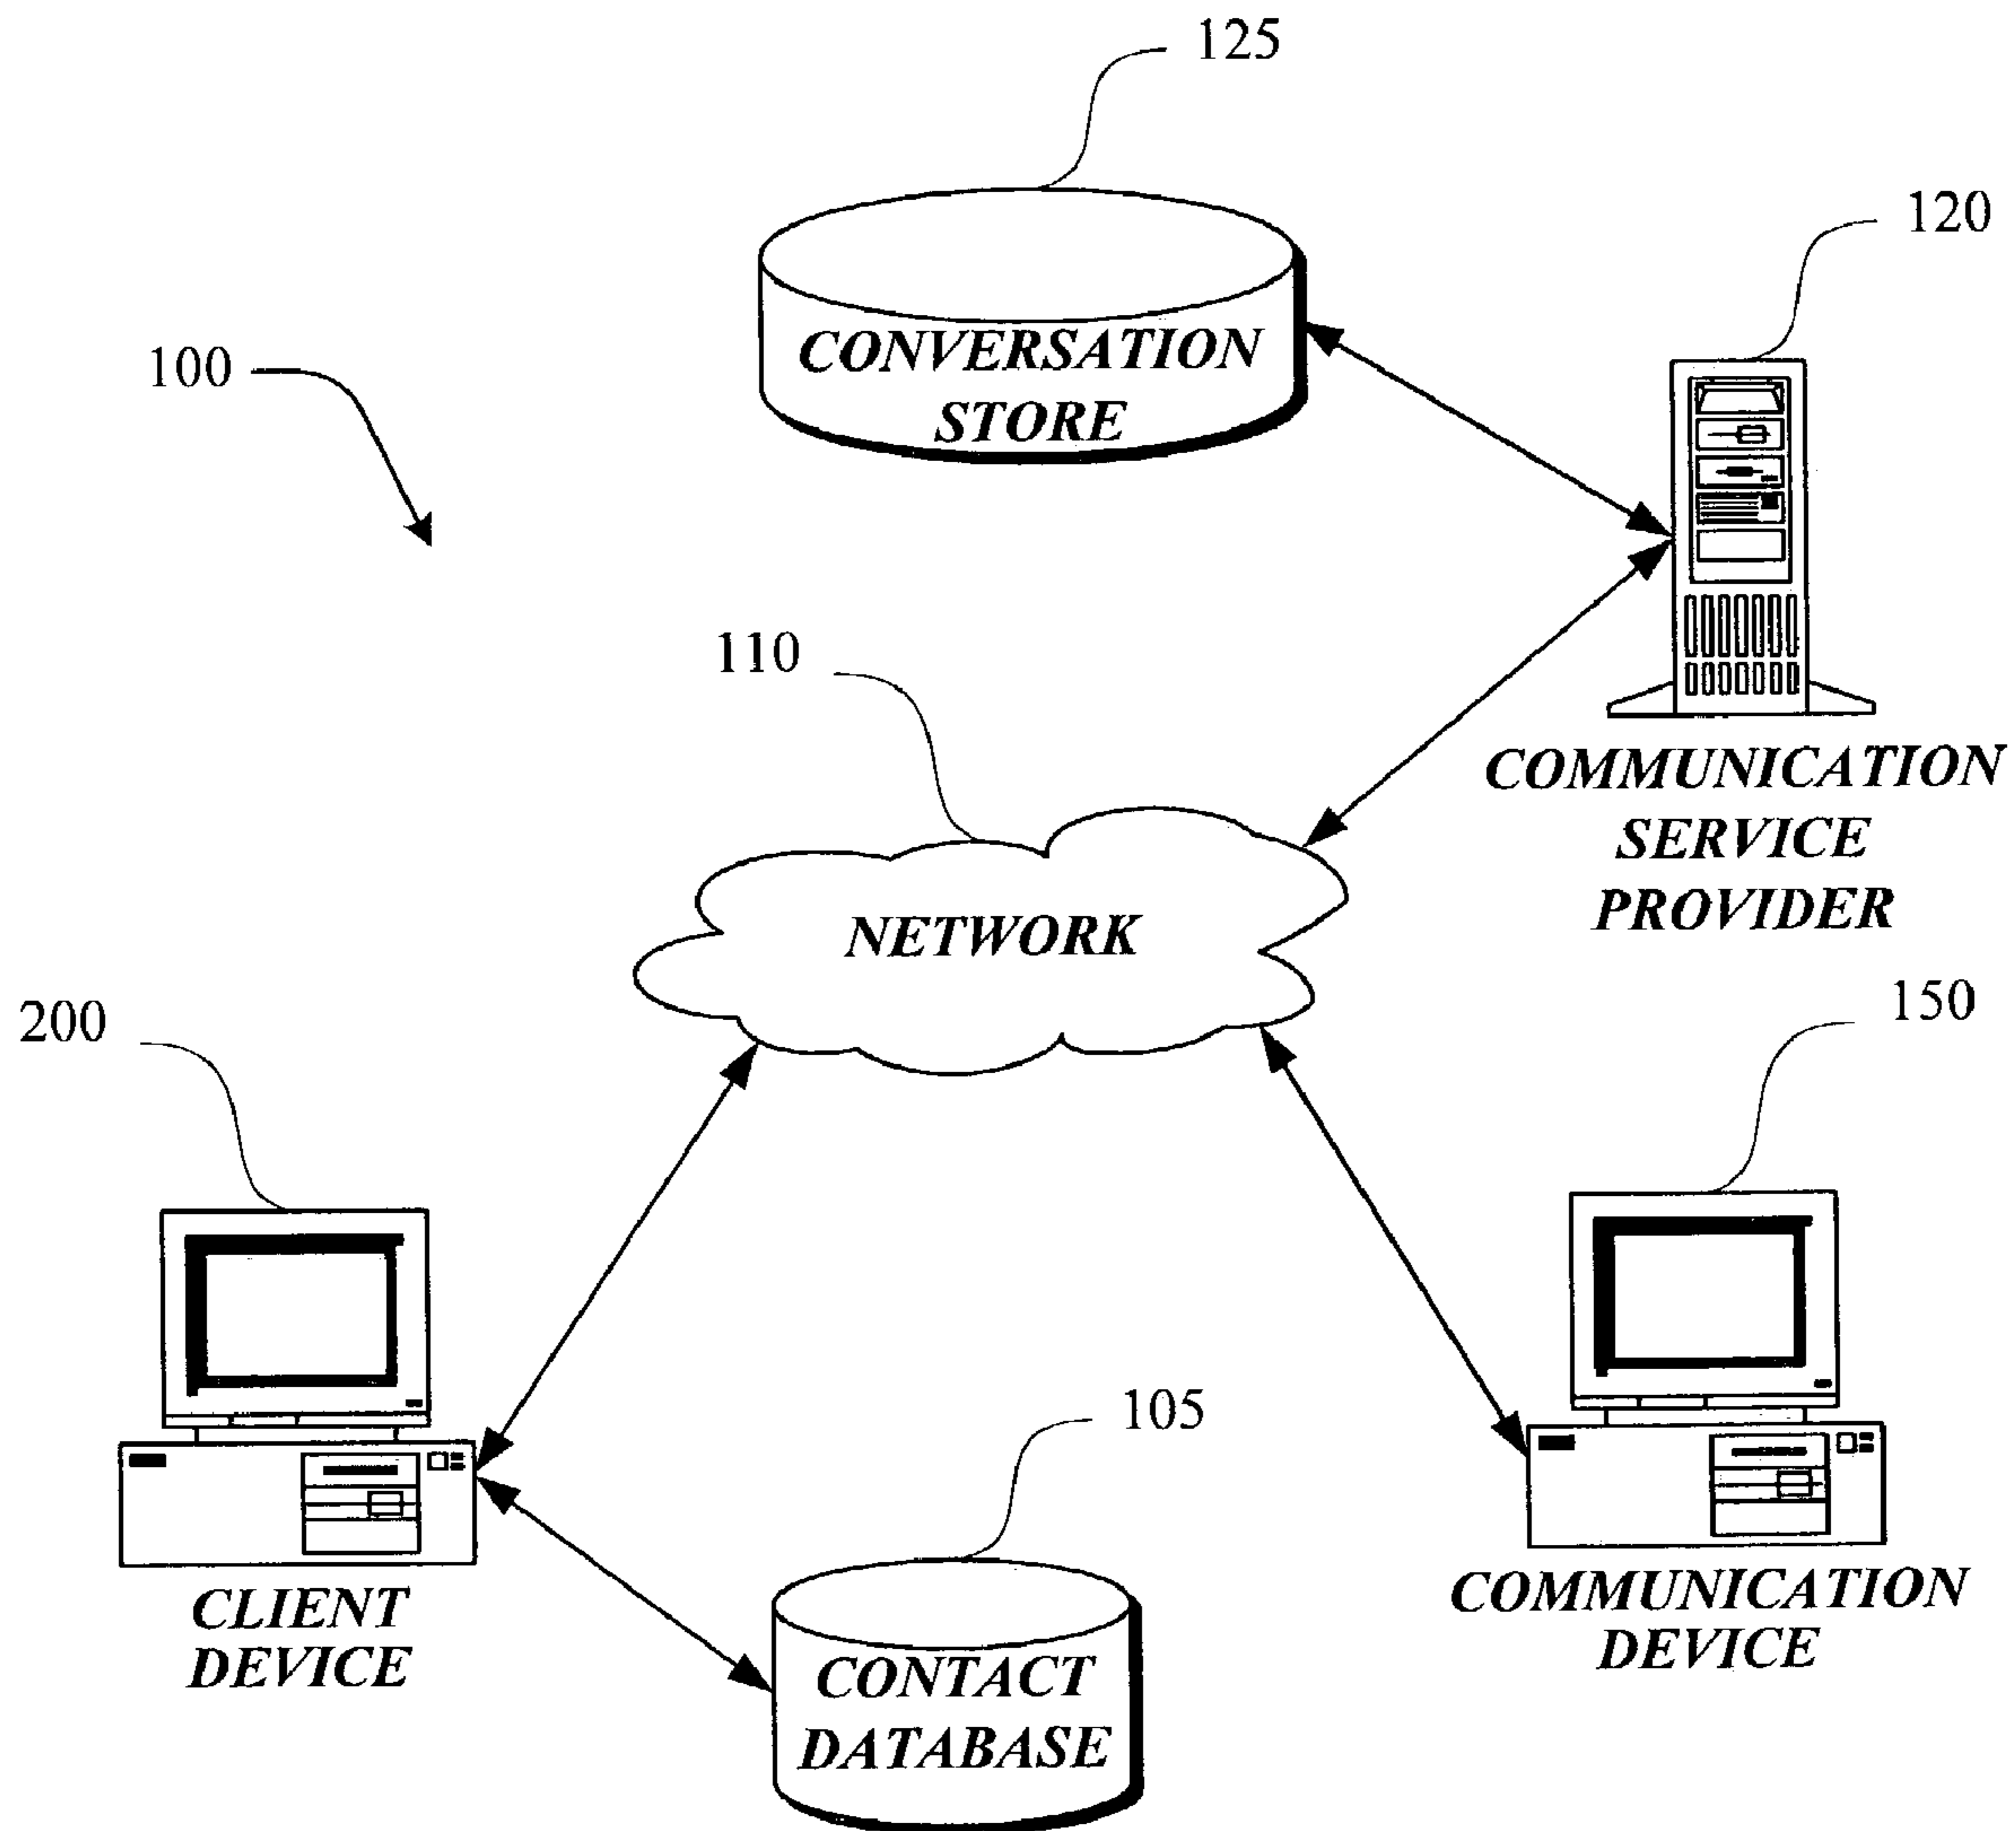 125
120
CONVERSATION
STORE
100
110
COMMUNICATION
SERVICE
PROVIDER
NETWORK
200
150
105
CLIENT
DEVICE
COMMUNICATION
DEVICE
CONTACT
DATABASE